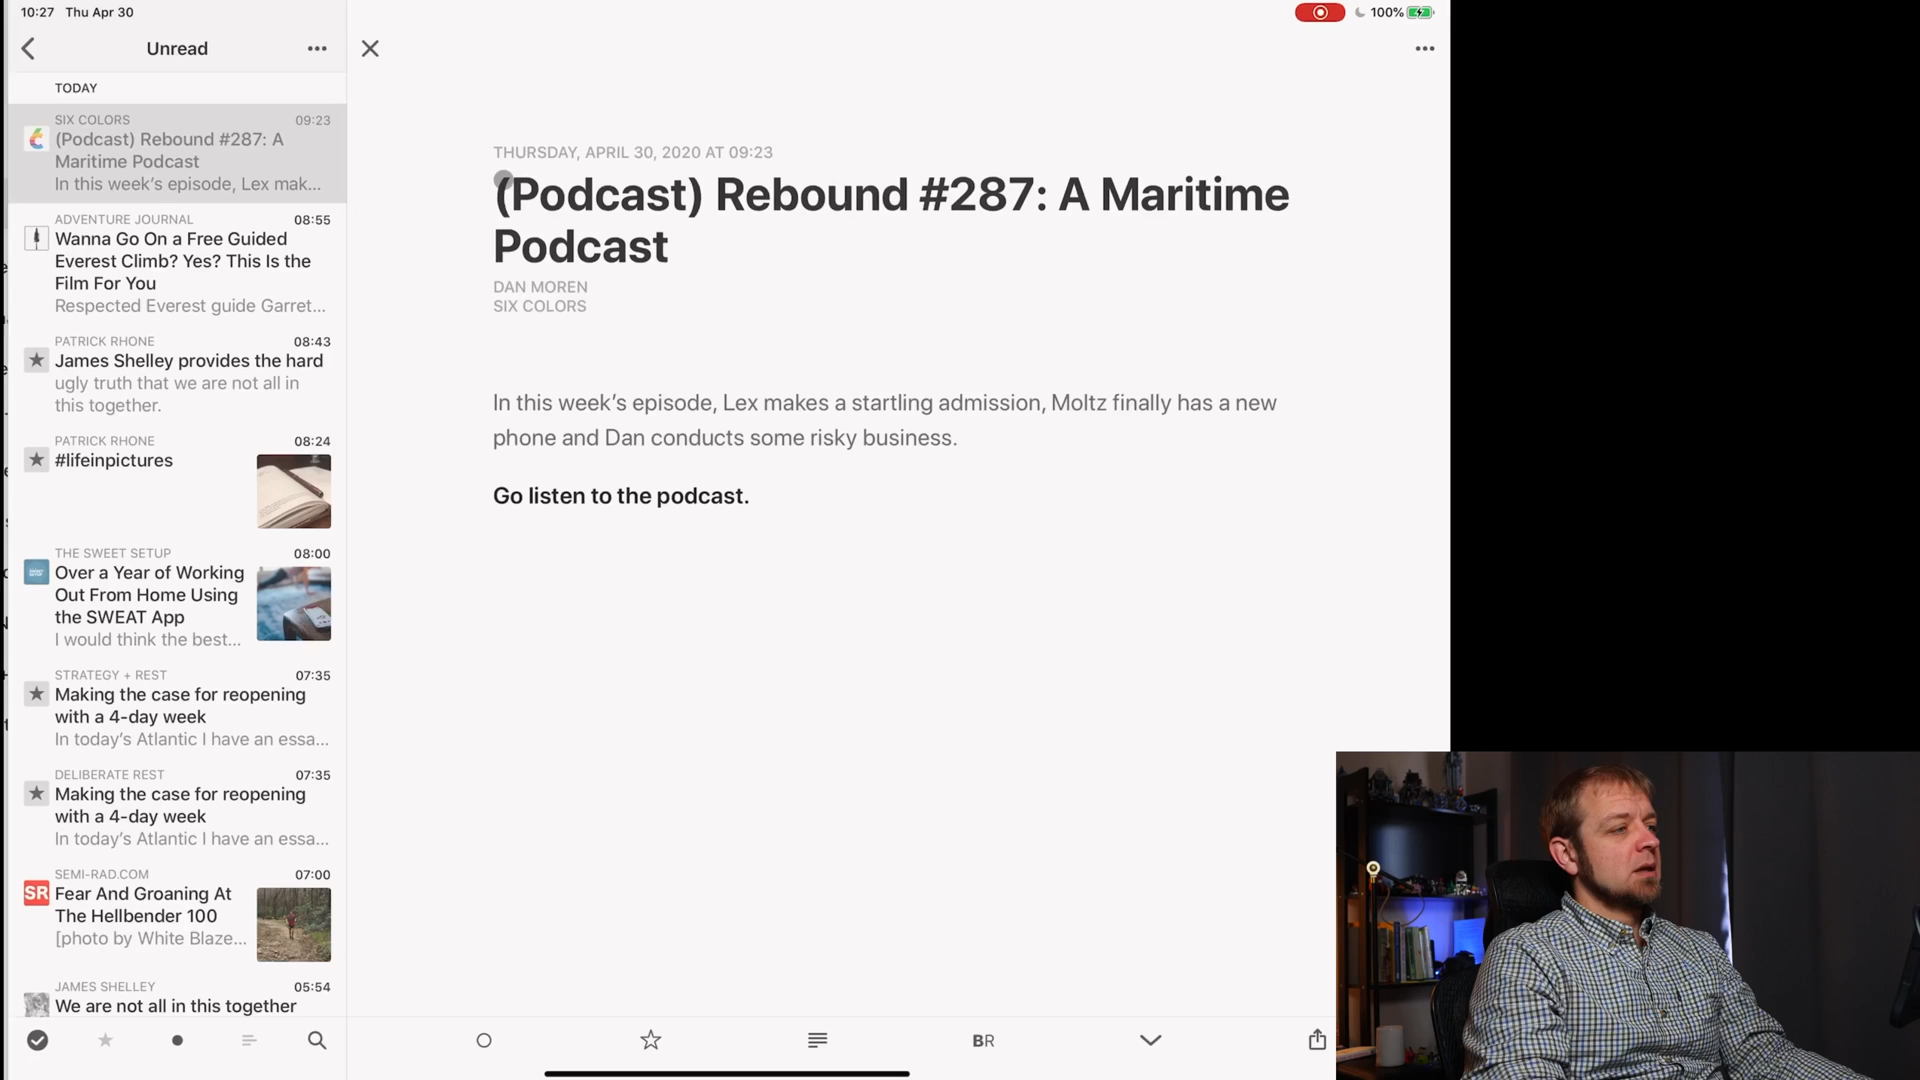 10:27 Thu Apr 30
100%
Unread
TODAY
SIX COLORS 09:23
(Podcast) Rebound #287: A
Maritime Podcast
In this week’s episode, Lex mak...
ADVENTURE JOURNAL 08:55
Wanna Go On a Free Guided
Everest Climb? Yes? This Is the
Film For You
Respected Everest guide Garret...
PATRICK RHONE 08:43
James Shelley provides the hard
ugly truth that we are not all in
this together.
PATRICK RHONE 08:24
#lifeinpictures
THE SWEET SETUP 08:00
Over a Year of Working
Out From Home Using
the SWEAT App
I would think the best...
STRATEGY + REST 07:35
Making the case for reopening
with a 4-day week
In today’s Atlantic I have an essa...
DELIBERATE REST 07:35
Making the case for reopening
with a 4-day week
In today’s Atlantic I have an essa...
SEMI-RAD.COM 07:00
SR
Fear And Groaning At
The Hellbender 100
[photo by White Blaze...
JAMES SHELLEY 05:54
We are not all in this together
THURSDAY, APRIL 30, 2020 AT 09:23
(Podcast) Rebound #287: A Maritime
Podcast
DAN MOREN
SIX COLORS
In this week’s episode, Lex makes a startling admission, Moltz finally has a new
phone and Dan conducts some risky business.
Go listen to the podcast.
BR